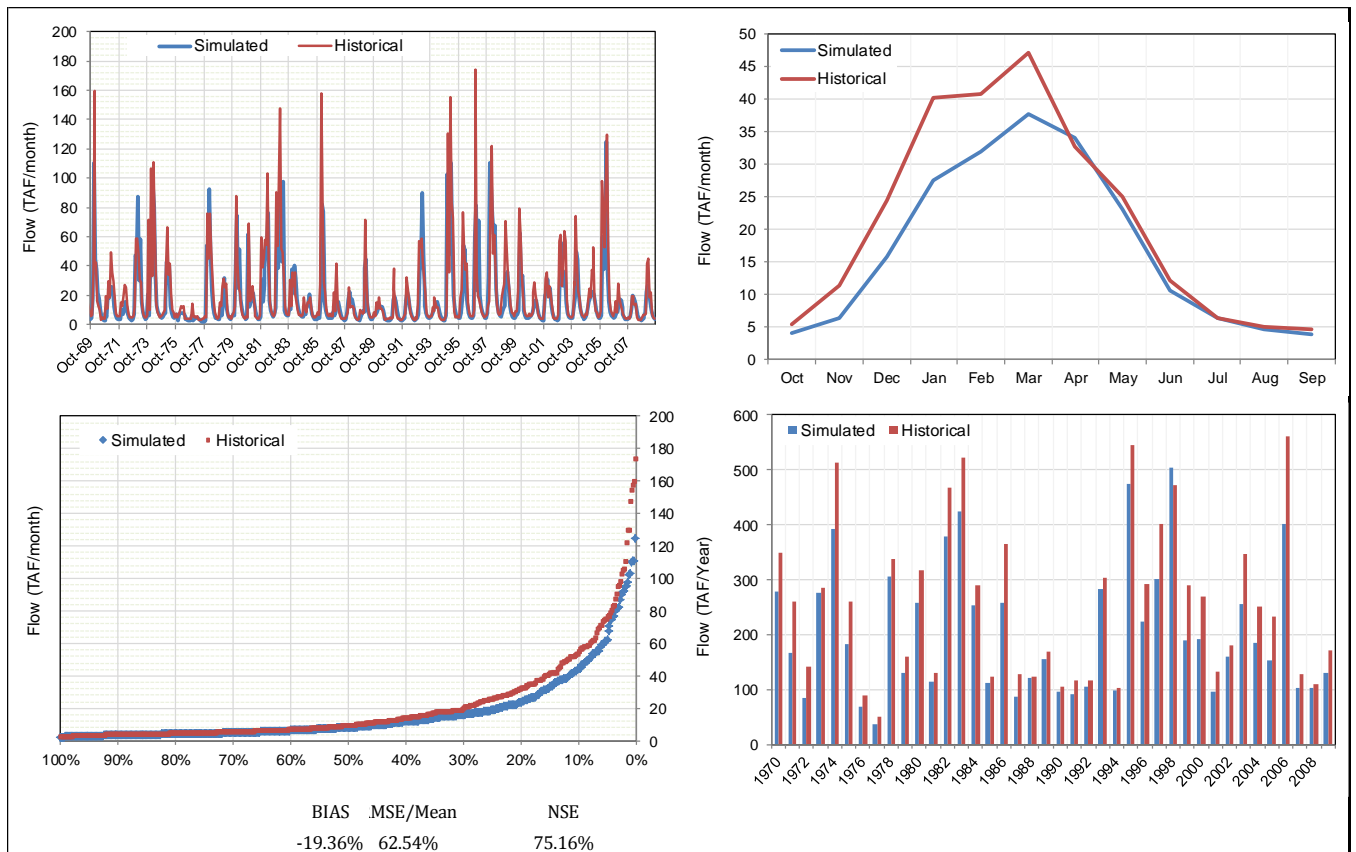 Simulated Historical
Flow (TAF/month)
200
180
160
140
120
100
80
60
40
20
0
Oct-69 Oct-71 Oct-73 Oct-75 Oct-77 Oct-79 Oct-81 Oct-83 Oct-85 Oct-87 Oct-89 Oct-91 Oct-93 Oct-95 Oct-97 Oct-99 Oct-01 Oct-03 Oct-05 Oct-07
Simulated
Historical
Flow (TAF/month)
50
45
40
35
30
25
20
15
10
5
0
Oct Nov Dec Jan Feb Mar Apr May Jun Jul Aug Sep
Simulated Historical
Flow (TAF/month)
200
180
160
140
120
100
80
60
40
20
0
100% 90% 80% 70% 60% 50% 40% 30% 20% 10% 0%
Simulated Historical
Flow (TAF/Year)
600
500
400
300
200
100
0
1970 1972 1974 1976 1978 1980 1982 1984 1986 1988 1990 1992 1994 1996 1998 2000 2002 2004 2006 2008
BIAS .MSE/Mean NSE
-19.36% 62.54% 75.16%